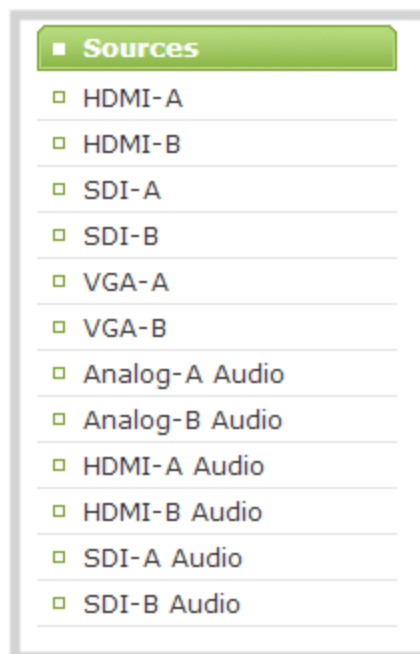 Sources
HDMI-A
HDMI-B
SDI-A
SDI-B
VGA-A
VGA-B
Analog-A Audio
Analog-B Audio
HDMI-A Audio
HDMI-B Audio
SDI-A Audio
SDI-B Audio